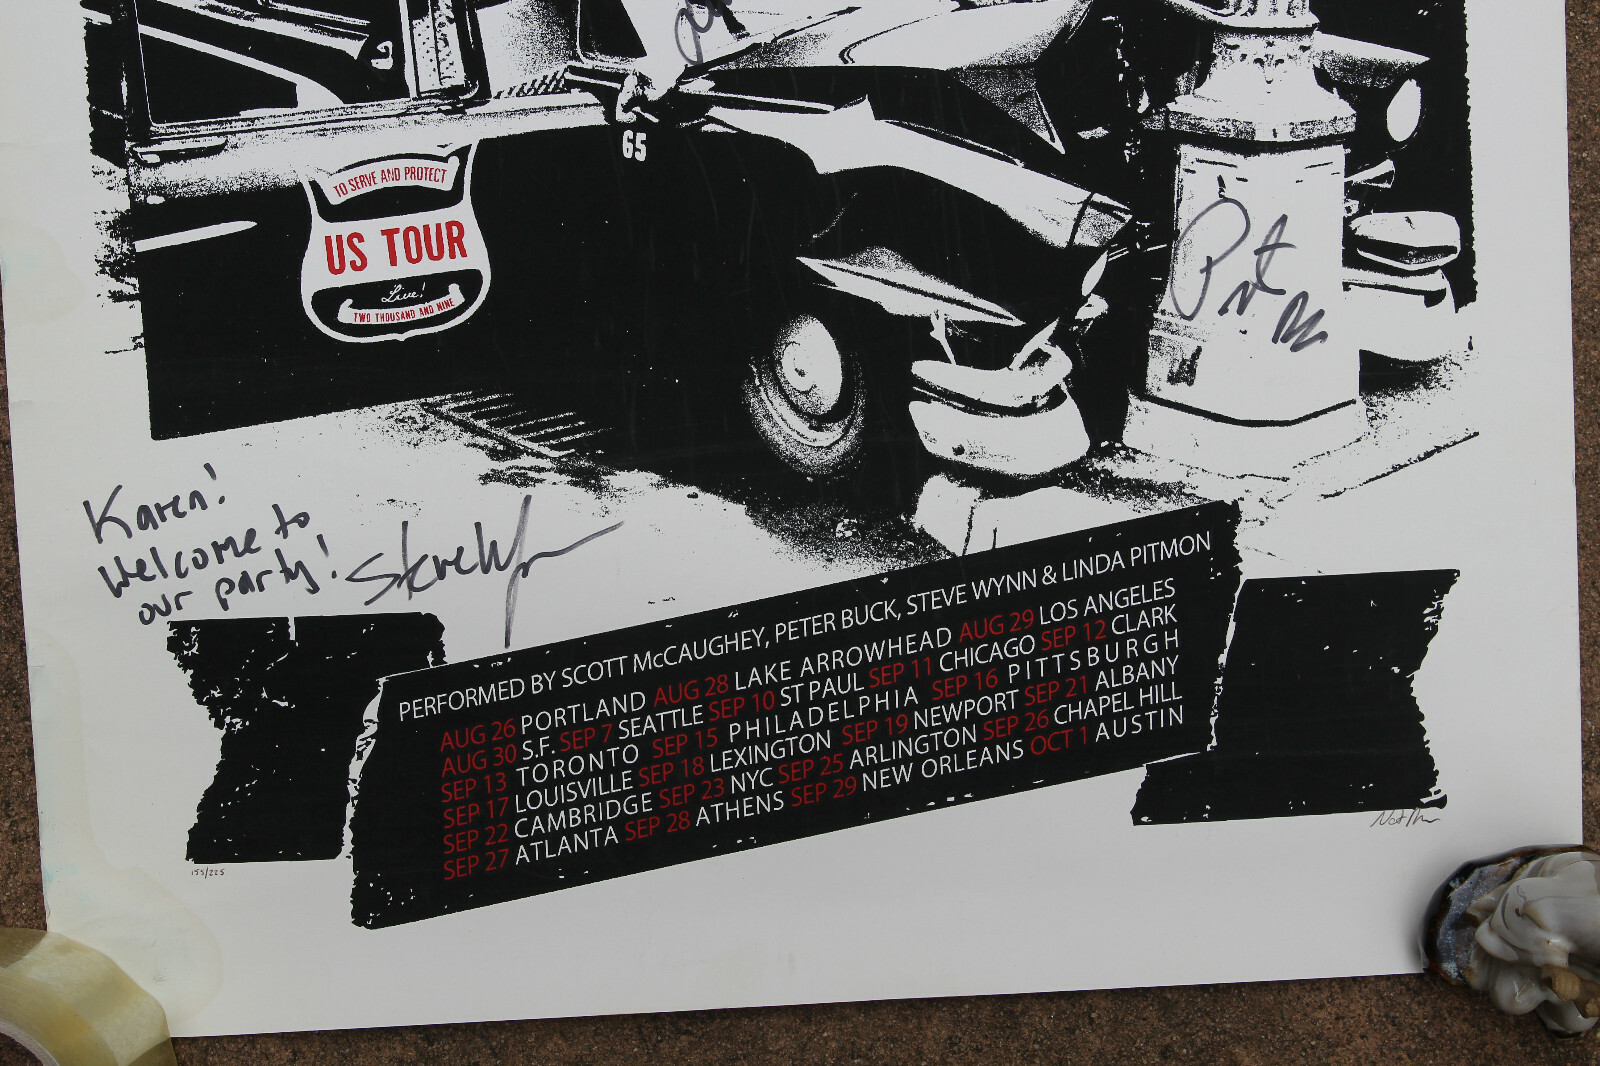 65
TO SERVE AND PROTECT
US TOUR
Live!
TWO THOUSAND AND NINE
Karen!
Welcome to
our party!
Steve Wynn
PERFORMED BY SCOTT McCAUGHEY, PETER BUCK, STEVE WYNN & LINDA PITMON
AUG 26 PORTLAND AUG 28 LAKE ARROWHEAD AUG 29 LOS ANGELES
AUG 30 S.F. SEP 7 SEATTLE SEP 10 ST PAUL SEP 11 CHICAGO SEP 12 CLARK
SEP 13 TORONTO SEP 15 PHILADELPHIA SEP 16 PITTSBURGH
SEP 17 LOUISVILLE SEP 18 LEXINGTON SEP 19 NEWPORT SEP 21 ALBANY
SEP 22 CAMBRIDGE SEP 23 NYC SEP 25 ARLINGTON SEP 26 CHAPEL HILL
SEP 27 ATLANTA SEP 28 ATHENS SEP 29 NEW ORLEANS OCT 1 AUSTIN
155/225